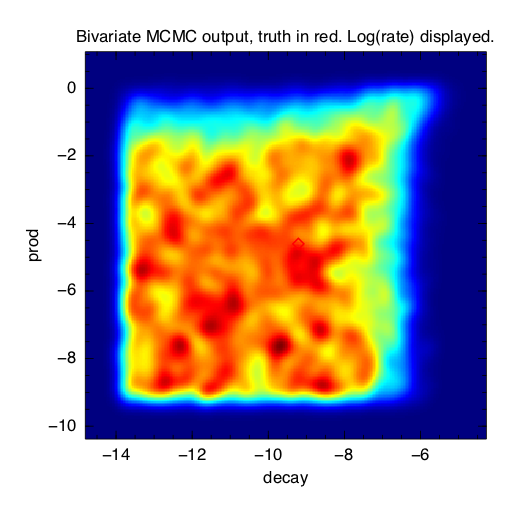 Bivariate MCMC output, truth in red. Log(rate) displayed.
0
−2
−4
−6
−8
−10
prod
−14 −12 −10 −8 −6
decay